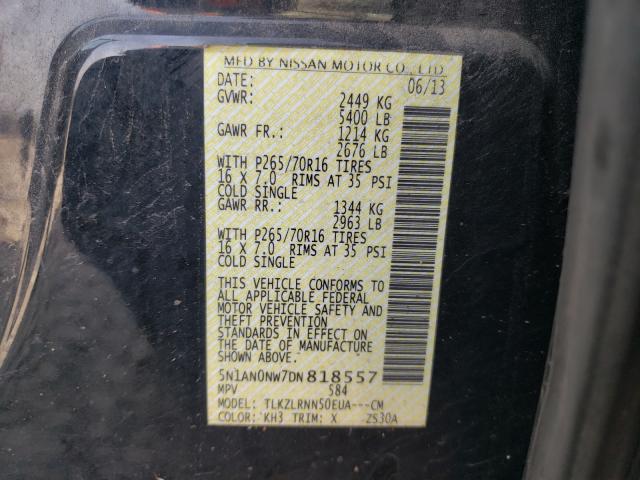 MFD BY NISSAN MOTOR CO., LTD.
DATE: 06/13
GVWR: 2449 KG
5400 LB
GAWR FR.: 1214 KG
2676 LB
WITH P265/70R16 TIRES
16 X 7.0 RIMS AT 35 PSI
COLD SINGLE
GAWR RR.: 1344 KG
2963 LB
WITH P265/70R16 TIRES
16 X 7.0 RIMS AT 35 PSI
COLD SINGLE
THIS VEHICLE CONFORMS TO
ALL APPLICABLE FEDERAL
MOTOR VEHICLE SAFETY AND
THEFT PREVENTION
STANDARDS IN EFFECT ON
THE DATE OF MANUFACTURE
SHOWN ABOVE.
5N1AN0NW7DN818557
MPV 584
MODEL: TLKZLRNN50EUA---CM
COLOR: KH3 TRIM: X ZS30A